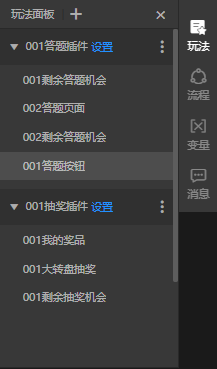 玩法面板
001答题插件 设置
001剩余答题机会
002答题页面
002剩余答题机会
001答题按钮
001抽奖插件 设置
001我的奖品
001大转盘抽奖
001剩余抽奖机会
玩法
流程
变量
消息